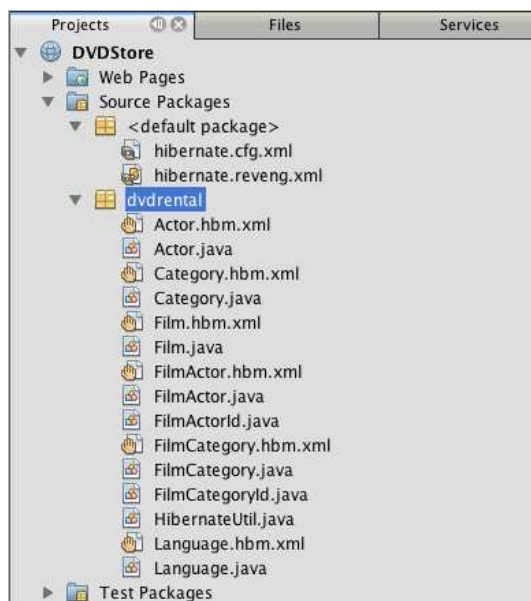 Projects Files Services
DVDStore
Web Pages
Source Packages
<default package>
hibernate.cfg.xml
hibernate.reveng.xml
dvdrental
Actor.hbm.xml
Actor.java
Category.hbm.xml
Category.java
Film.hbm.xml
Film.java
FilmActor.hbm.xml
FilmActor.java
FilmActorId.java
FilmCategory.hbm.xml
FilmCategory.java
FilmCategoryId.java
HibernateUtil.java
Language.hbm.xml
Language.java
Test Packages